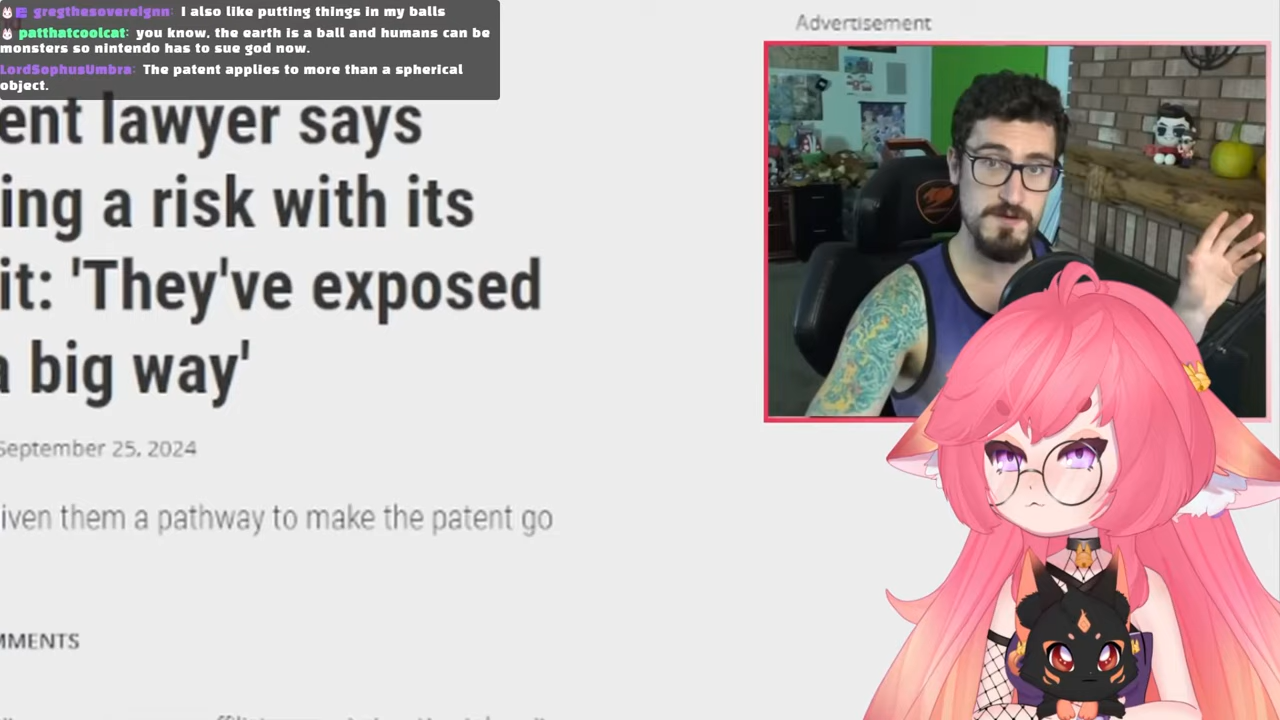 gregthesovereignn: I also like putting things in my balls
patthatcoolcat: you know, the earth is a ball and humans can be
monsters so nintendo has to sue god now.
LordSophusUmbra: The patent applies to more than a spherical
object.
Advertisement
ent lawyer says
ing a risk with its
it: 'They've exposed
a big way'
September 25, 2024
iven them a pathway to make the patent go
MMENTS